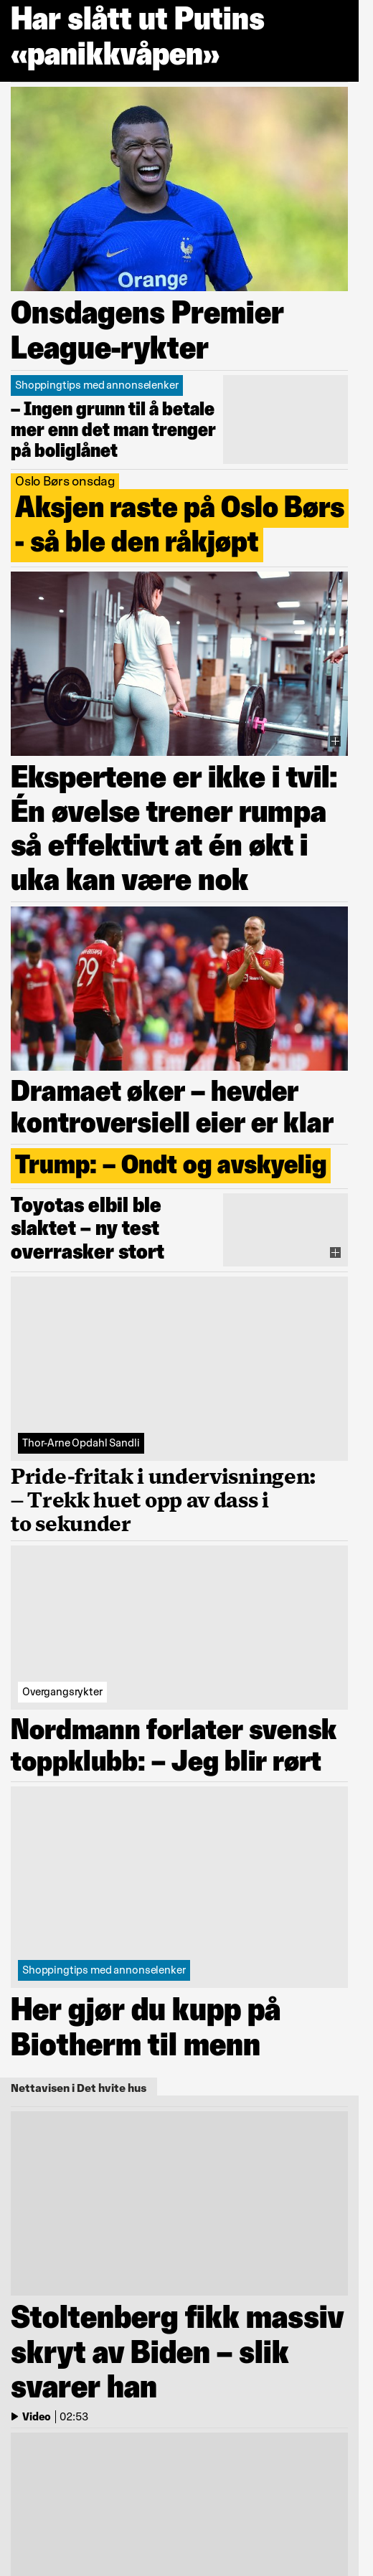 Har slått ut Putins
«panikkvåpen»
Orange
Onsdagens Premier
League-rykter
Shoppingtips med annonselenker
– Ingen grunn til å betale
mer enn det man trenger
på boliglånet
Oslo Børs onsdag
Aksjen raste på Oslo Børs
- så ble den råkjøpt
Ekspertene er ikke i tvil:
Én øvelse trener rumpa
så effektivt at én økt i
uka kan være nok
29
Dramaet øker – hevder
kontroversiell eier er klar
Trump: – Ondt og avskyelig
Toyotas elbil ble
slaktet – ny test
overrasker stort
Thor-Arne Opdahl Sandli
Pride-fritak i undervisningen:
– Trekk huet opp av dass i
to sekunder
Overgangsrykter
Nordmann forlater svensk
toppklubb: – Jeg blir rørt
Shoppingtips med annonselenker
Her gjør du kupp på
Biotherm til menn
Nettavisen i Det hvite hus
Stoltenberg fikk massiv
skryt av Biden – slik
svarer han
Video | 02:53